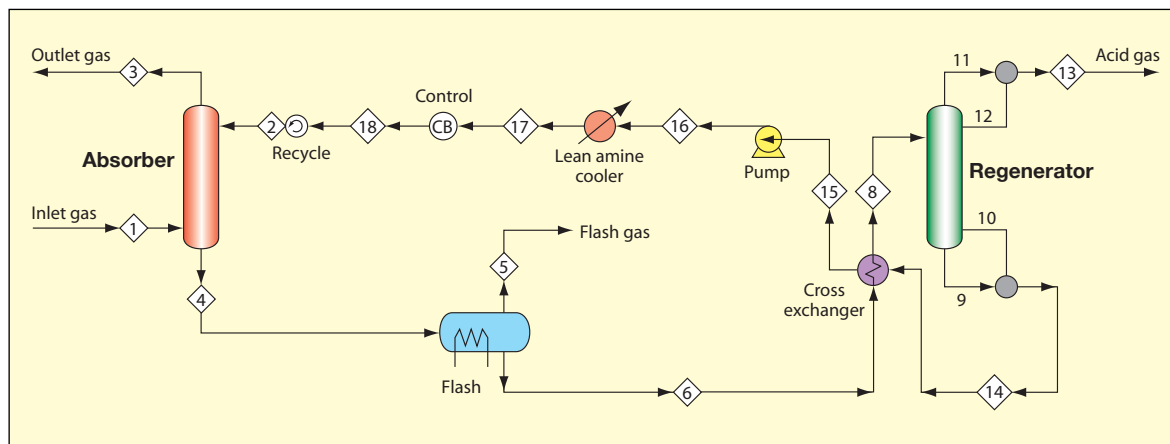 Outlet gas
3
Absorber
Inlet gas
1
4
2
Recycle
18
Control
CB
17
Lean amine
cooler
16
Pump
15
8
Cross
exchanger
Flash gas
5
Flash
6
11
12
13
Acid gas
Regenerator
10
9
14